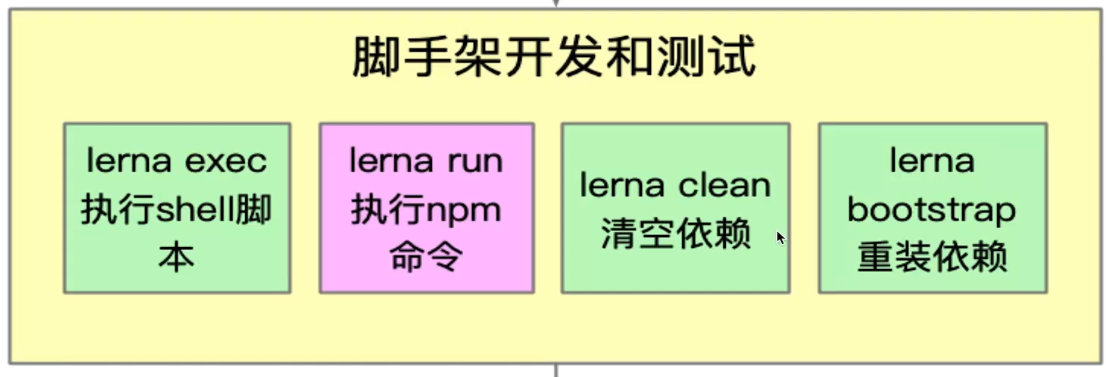 脚手架开发和测试
lerna exec
执行shell脚
本
lerna run
执行npm
命令
lerna clean
清空依赖
lerna
bootstrap
重装依赖